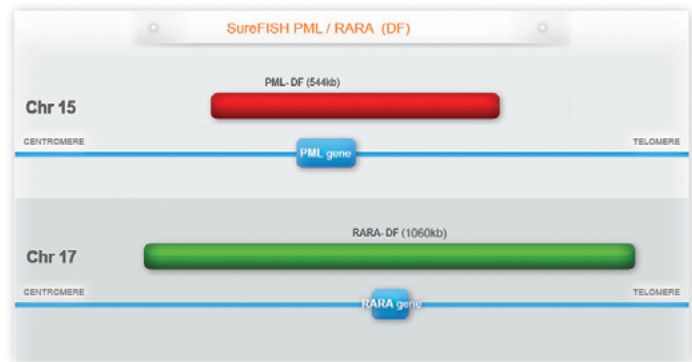 SureFISH PML / RARA (DF)
PML- DF (544kb)
Chr 15
CENTROMERE
TELOMERE
PML gene
RARA- DF (1060kb)
Chr 17
CENTROMERE
TELOMERE
RARA gene